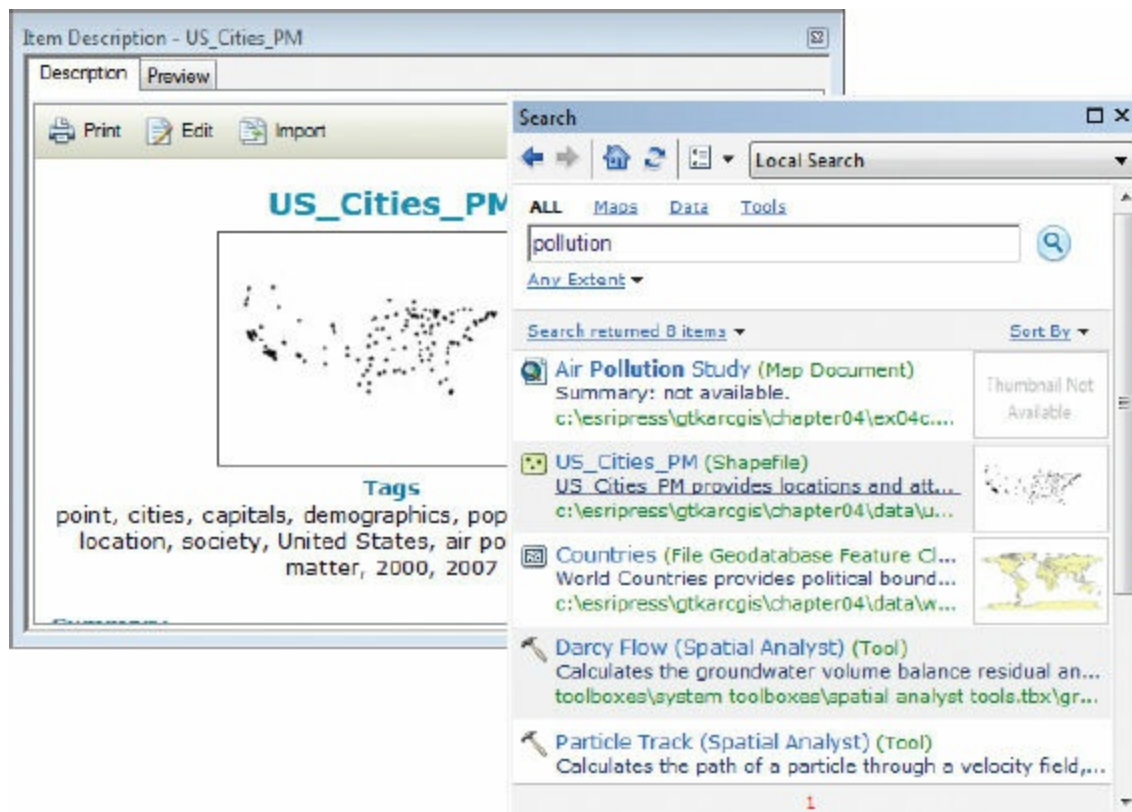 Item Description - US_Cities_PM
Description Preview
Print Edit Import
US_Cities_PM
Tags
point, cities, capitals, demographics, pop
location, society, United States, air po
matter, 2000, 2007
Search
Local Search
ALL Maps Data Tools
pollution
Any Extent
Search returned 8 items Sort By
Air Pollution Study (Map Document)
Summary: not available.
c:\esripress\gtkarcgis\chapter04\ex04c....
Thumbnail Not
Available
US_Cities_PM (Shapefile)
US_Cities_PM provides locations and att...
c:\esripress\gtkarcgis\chapter04\data\u...
Countries (File Geodatabase Feature Cl...
World Countries provides political bound...
c:\esripress\gtkarcgis\chapter04\data\w...
Darcy Flow (Spatial Analyst) (Tool)
Calculates the groundwater volume balance residual an...
toolboxes\system toolboxes\spatial analyst tools.tbx\gr...
Particle Track (Spatial Analyst) (Tool)
Calculates the path of a particle through a velocity field,...
1